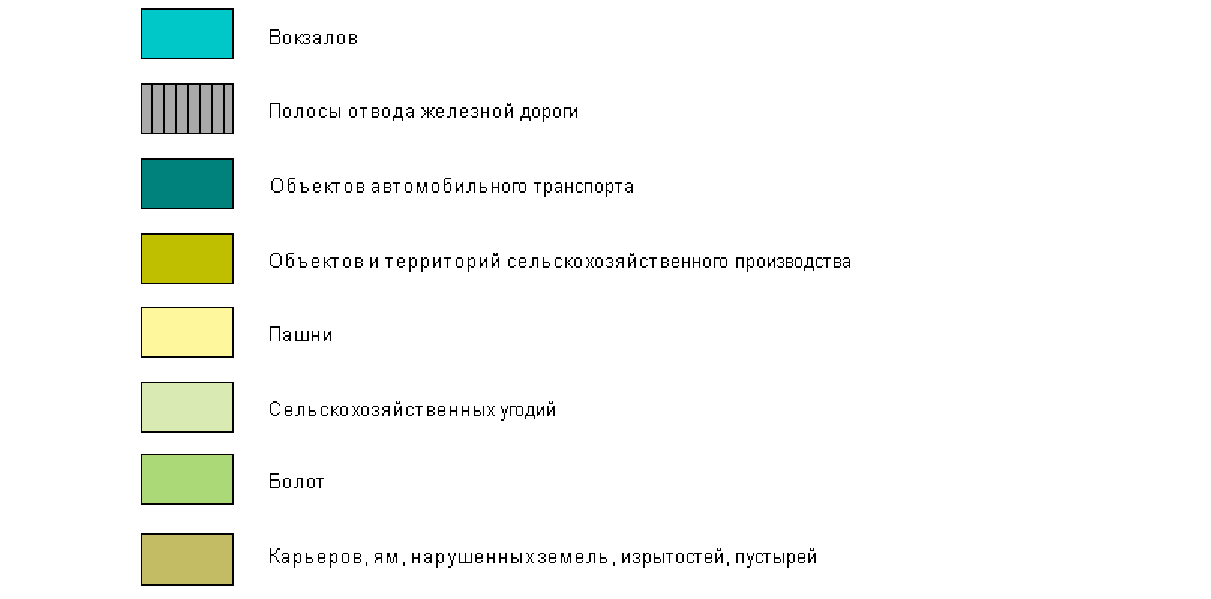 Вокзалов
Полосы отвода железной дороги
Объектов автомобильного транспорта
Объектов и территорий сельскохозяйственного производства
Пашни
Сельскохозяйственных угодий
Болот
Карьеров, ям, нарушенных земель, изрытостей, пустырей